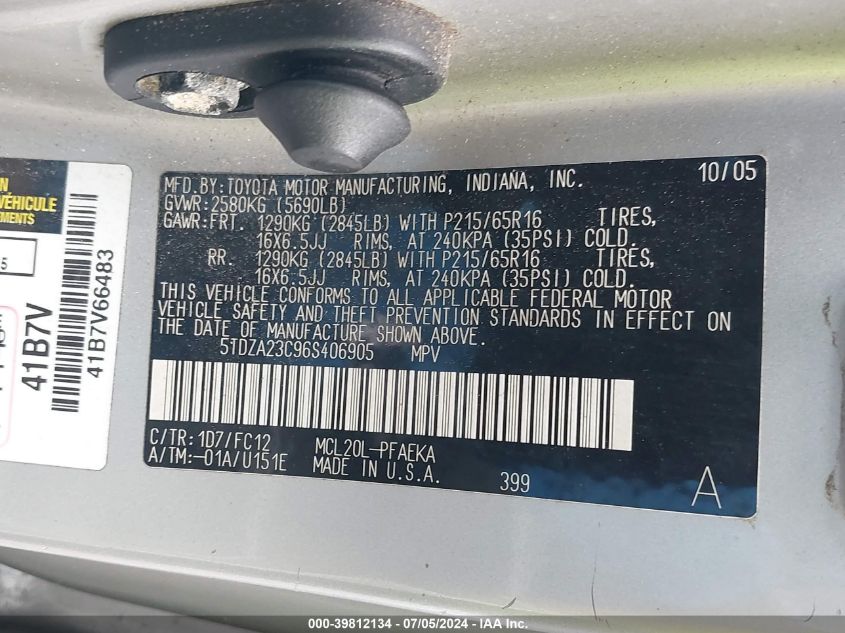 MFD.BY:TOYOTA MOTOR MANUFACTURING, INDIANA, INC. 10/05
GVWR:2580KG (5690LB)
GAWR:FRT. 1290KG (2845LB) WITH P215/65R16 TIRES,
16X6.5JJ RIMS, AT 240KPA (35PSI) COLD.
RR. 1290KG (2845LB) WITH P215/65R16 TIRES,
16X6.5JJ RIMS, AT 240KPA (35PSI) COLD.
THIS VEHICLE CONFORMS TO ALL APPLICABLE FEDERAL MOTOR
VEHICLE SAFETY AND THEFT PREVENTION STANDARDS IN EFFECT ON
THE DATE OF MANUFACTURE SHOWN ABOVE.
5TDZA23C96S406905 MPV
C/TR:1D7/FC12 MCL20L-PFAEKA
A/TM:-01A/U151E MADE IN U.S.A. 399 A
VÉHICULE
41B7V
41B7V66483
000-39812134 - 07/05/2024 - IAA Inc.